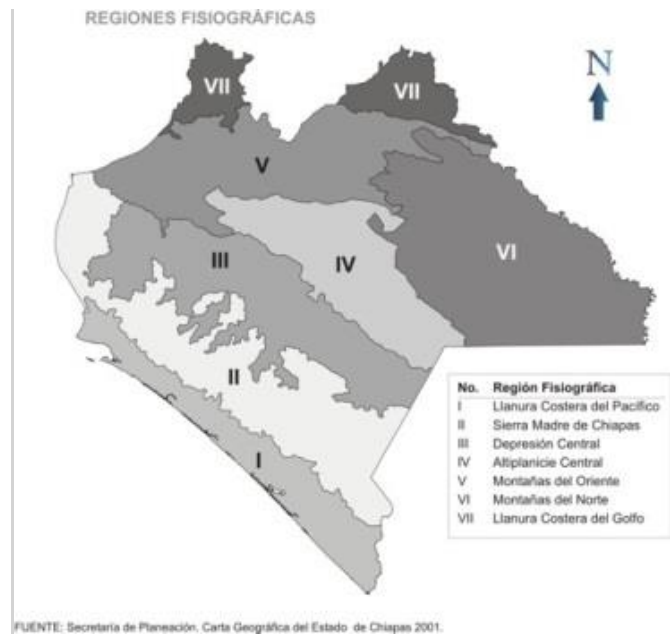 REGIONES FISIOGRÁFICAS
N
VII
VII
V
VI
III
IV
II
I
No. Región Fisiográfica
I Llanura Costera del Pacífico
II Sierra Madre de Chiapas
III Depresión Central
IV Altiplanicie Central
V Montañas del Oriente
VI Montañas del Norte
VII Llanura Costera del Golfo
FUENTE: Secretaría de Planeación. Carta Geográfica del Estado de Chiapas 2001.